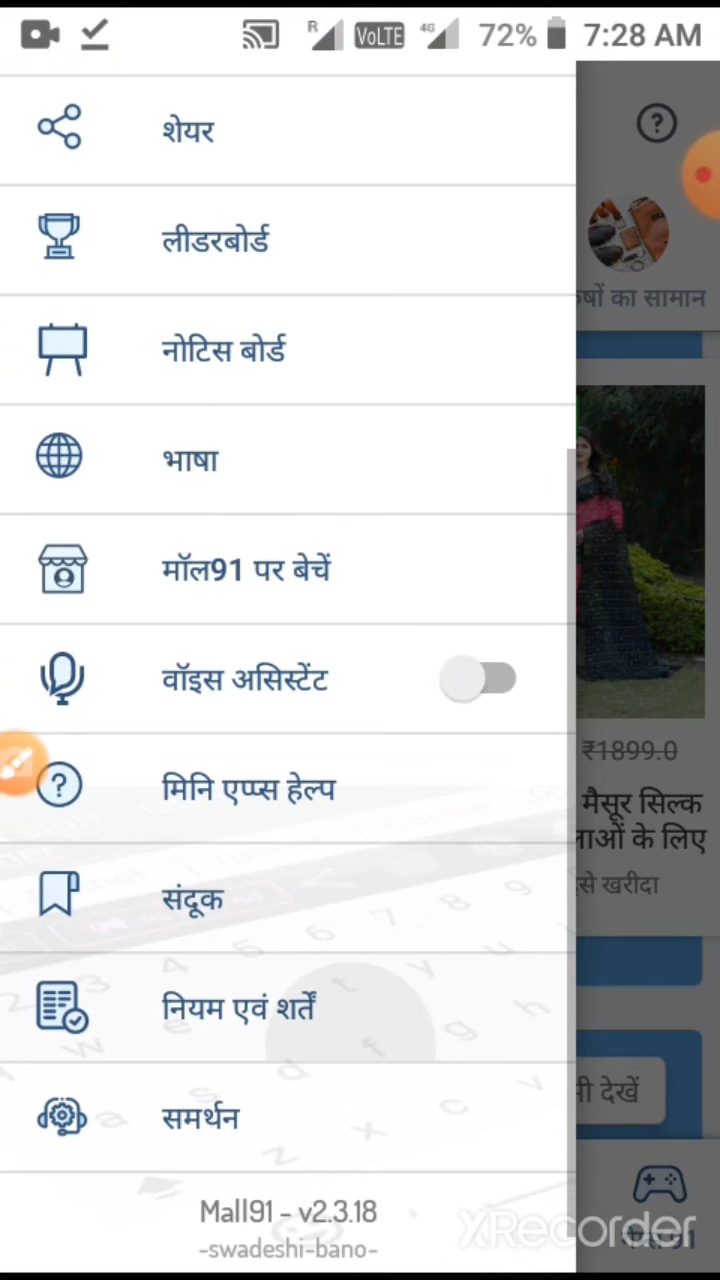 R VoLTE 4G 72% 7:28 AM
शेयर
लीडरबोर्ड
षों का सामान
नोटिस बोर्ड
भाषा
मॉल91 पर बेचें
वॉइस असिस्टेंट
₹1899.0
मिनि एप्प्स हेल्प
मैसूर सिल्क
लाओं के लिए
से खरीदा
संदूक
नियम एवं शर्तें
भी देखें
समर्थन
Mall91 - v2.3.18
-swadeshi-bano-
XRecorder